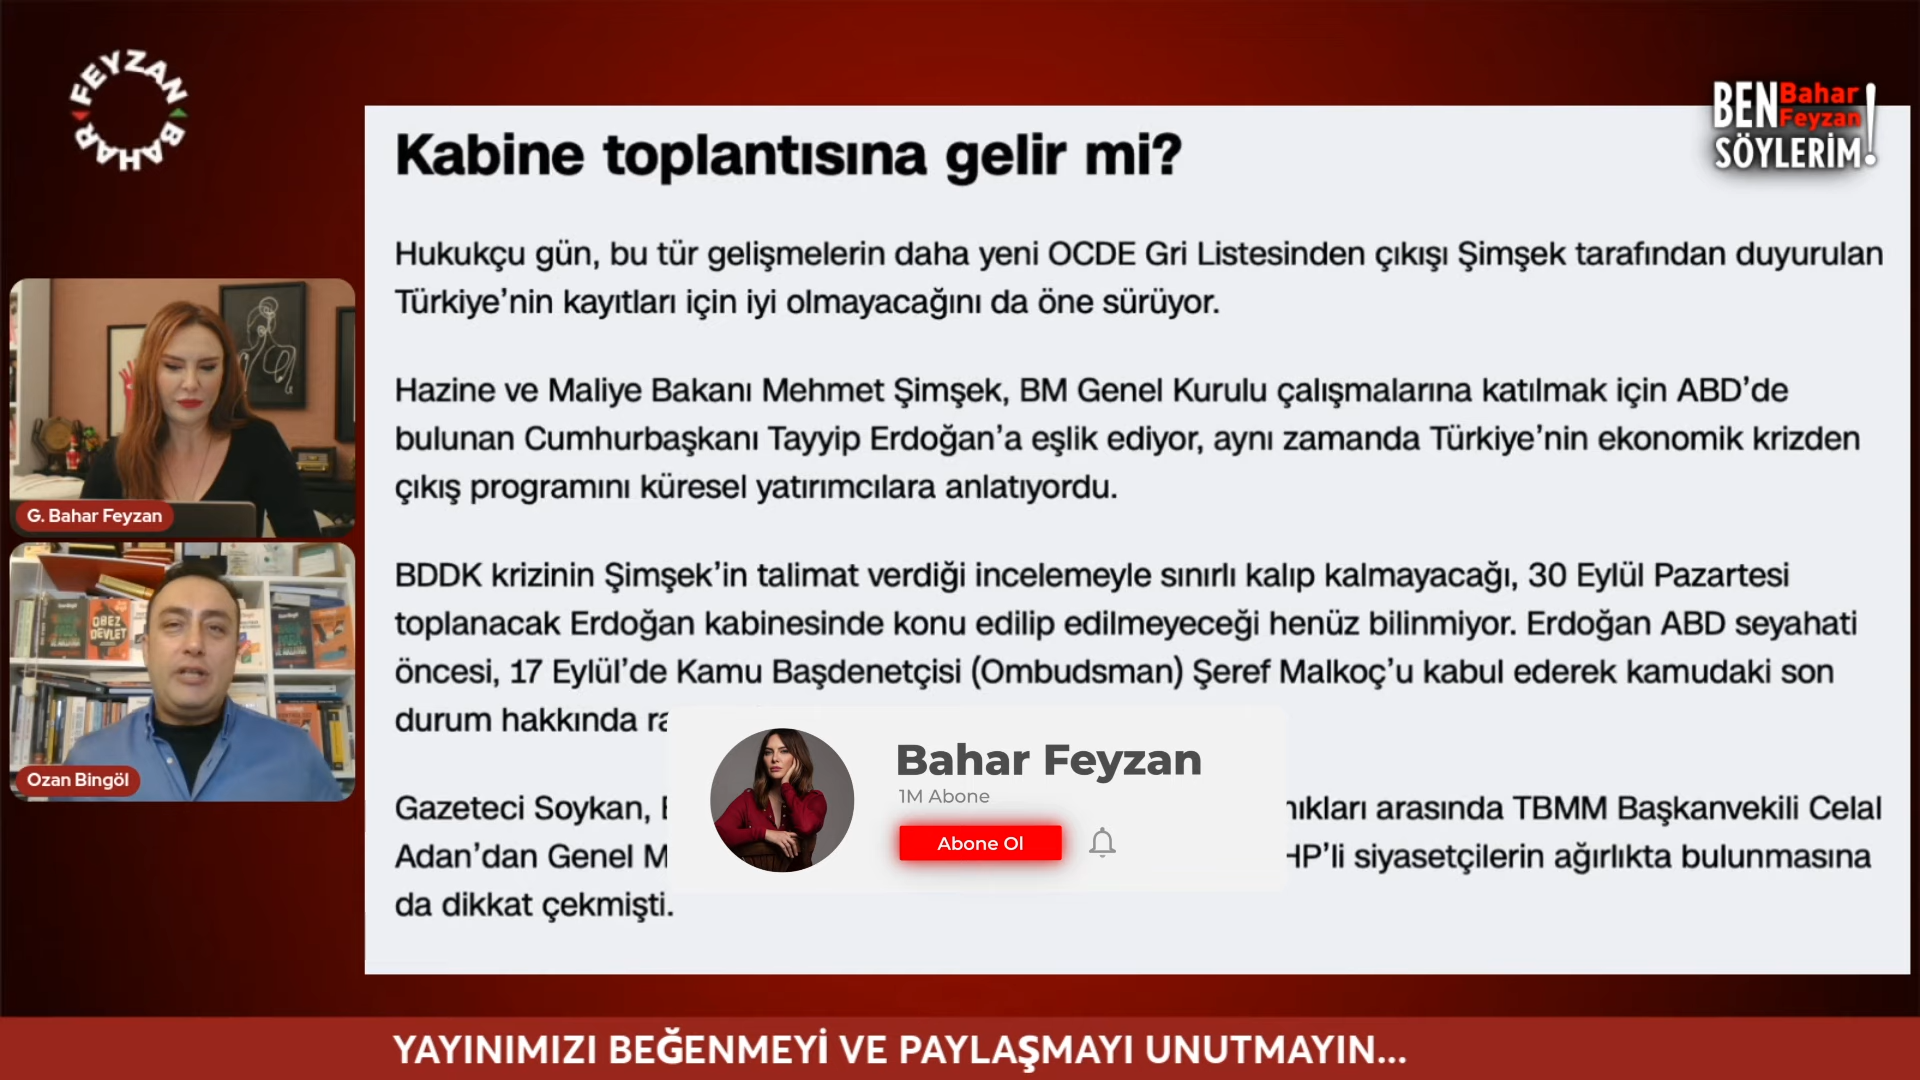 FEYZAN BAHAR
BEN Bahar Feyzan SÖYLERİM!
Kabine toplantısına gelir mi?
Hukukçu gün, bu tür gelişmelerin daha yeni OCDE Gri Listesinden çıkışı Şimşek tarafından duyurulan
Türkiye’nin kayıtları için iyi olmayacağını da öne sürüyor.
Hazine ve Maliye Bakanı Mehmet Şimşek, BM Genel Kurulu çalışmalarına katılmak için ABD’de
bulunan Cumhurbaşkanı Tayyip Erdoğan’a eşlik ediyor, aynı zamanda Türkiye’nin ekonomik krizden
çıkış programını küresel yatırımcılara anlatıyordu.
BDDK krizinin Şimşek’in talimat verdiği incelemeyle sınırlı kalıp kalmayacağı, 30 Eylül Pazartesi
toplanacak Erdoğan kabinesinde konu edilip edilmeyeceği henüz bilinmiyor. Erdoğan ABD seyahati
öncesi, 17 Eylül’de Kamu Başdenetçisi (Ombudsman) Şeref Malkoç’u kabul ederek kamudaki son
durum hakkında
Gazeteci Soykan, arasında TBMM Başkanvekili Celal
Adan’dan Genel siyasetçilerin ağırlıkta bulunmasına
da dikkat çekmişti.
G. Bahar Feyzan
OBEZ
DEVLET
Ozan Bingöl
Bahar Feyzan
1M Abone
Abone Ol
YAYINIMIZI BEĞENMEYİ VE PAYLAŞMAYI UNUTMAYIN...